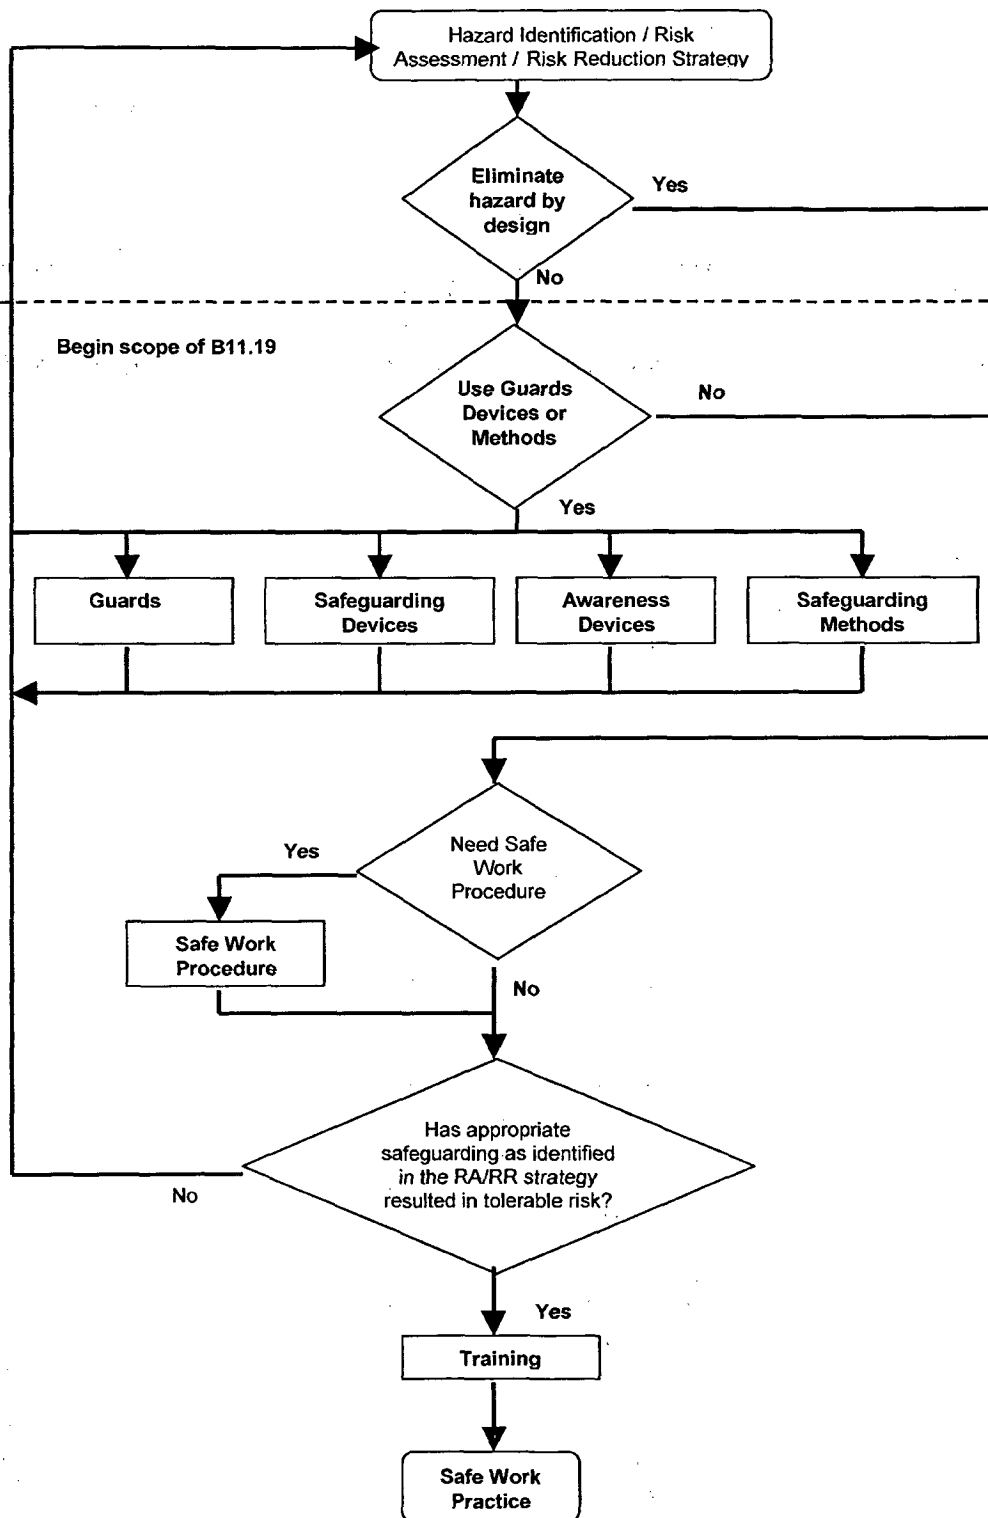 Hazard Identification / Risk
Assessment / Risk Reduction Strategy
Eliminate
hazard by
design
Yes
No
Begin scope of B11.19
Use Guards
Devices or
Methods
No
Yes
Guards
Safeguarding
Devices
Awareness
Devices
Safeguarding
Methods
Need Safe
Work
Procedure
Yes
Safe Work
Procedure
No
Has appropriate
safeguarding as identified
in the RA/RR strategy
resulted in tolerable risk?
No
Yes
Training
Safe Work
Practice